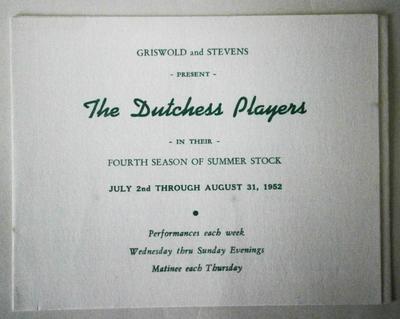 GRISWOLD and STEVENS
- PRESENT -
The Dutchess Players
- IN THEIR -
FOURTH SEASON OF SUMMER STOCK
JULY 2nd THROUGH AUGUST 31, 1952
•
Performances each week
Wednesday thru Sunday Evenings
Matinee each Thursday